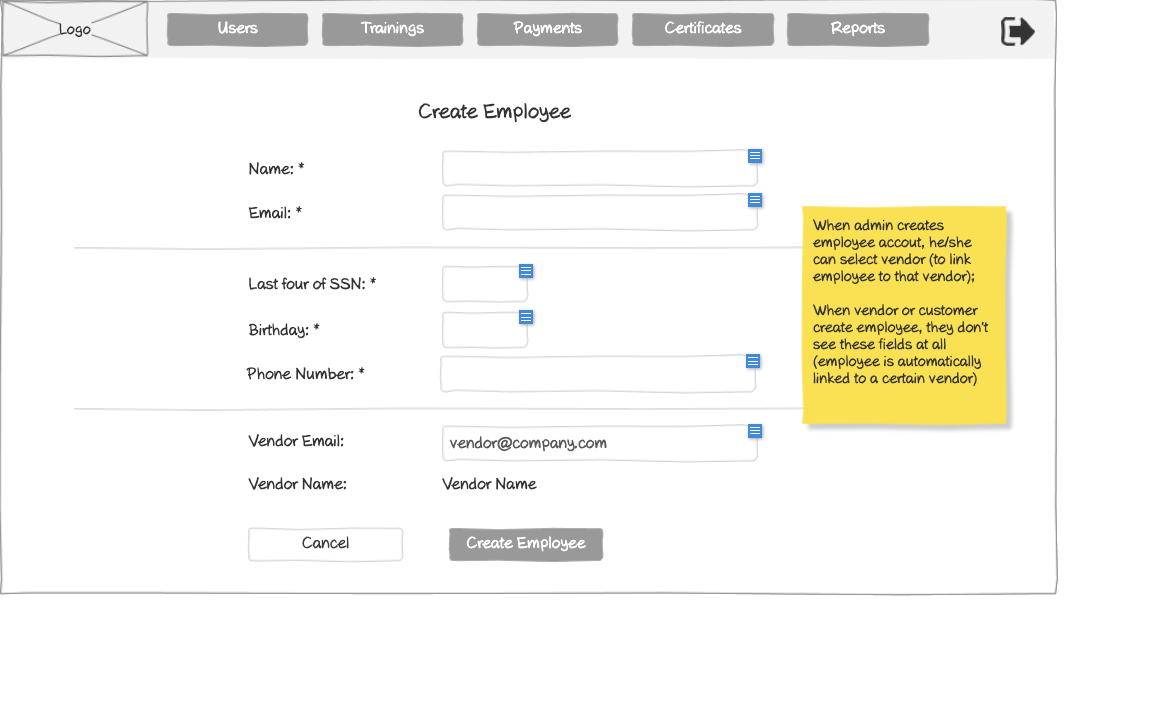 Logo
Users
Trainings
Payments
Certificates
Reports
Create Employee
Name: *
Email: *
When admin creates
employee accout, he/she
can select vendor (to link
employee to that vendor);
When vendor or customer
create employee, they don't
see these fields at all
(employee is automatically
linked to a certain vendor)
Last four of SSN: *
Birthday: *
Phone Number: *
Vendor Email:
vendor@company.com
Vendor Name:
Vendor Name
Cancel
Create Employee